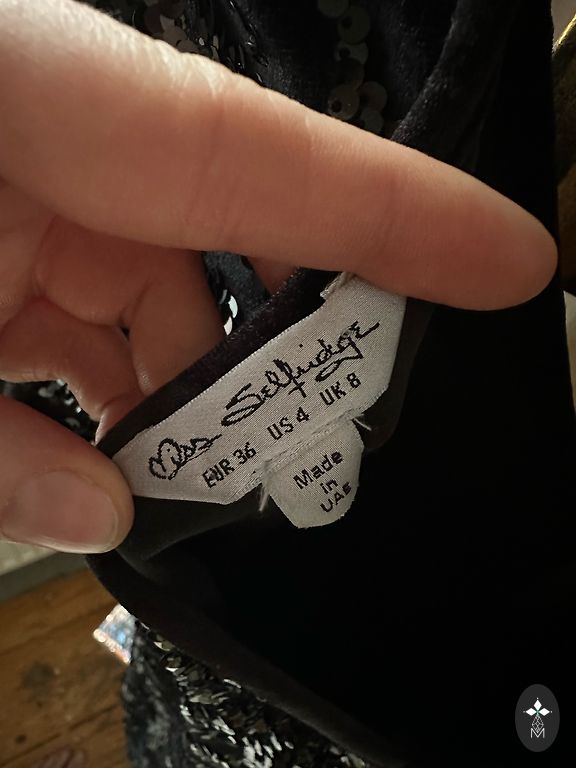 Miss Selfridge
EUR 36 US 4 UK 8
Made
in
UAE
M